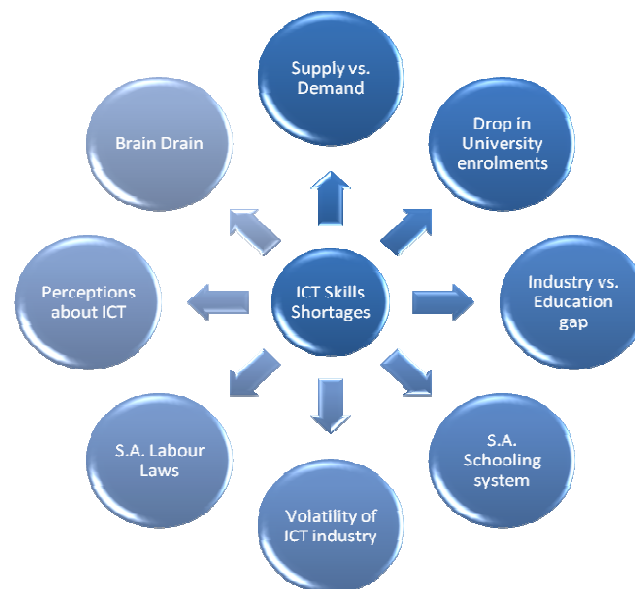 Supply vs.
Demand
Drop in
University
enrolments
Industry vs.
Education
gap
S.A.
Schooling
system
Volatility of
ICT industry
S.A. Labour
Laws
Perceptions
about ICT
Brain Drain
ICT Skills
Shortages